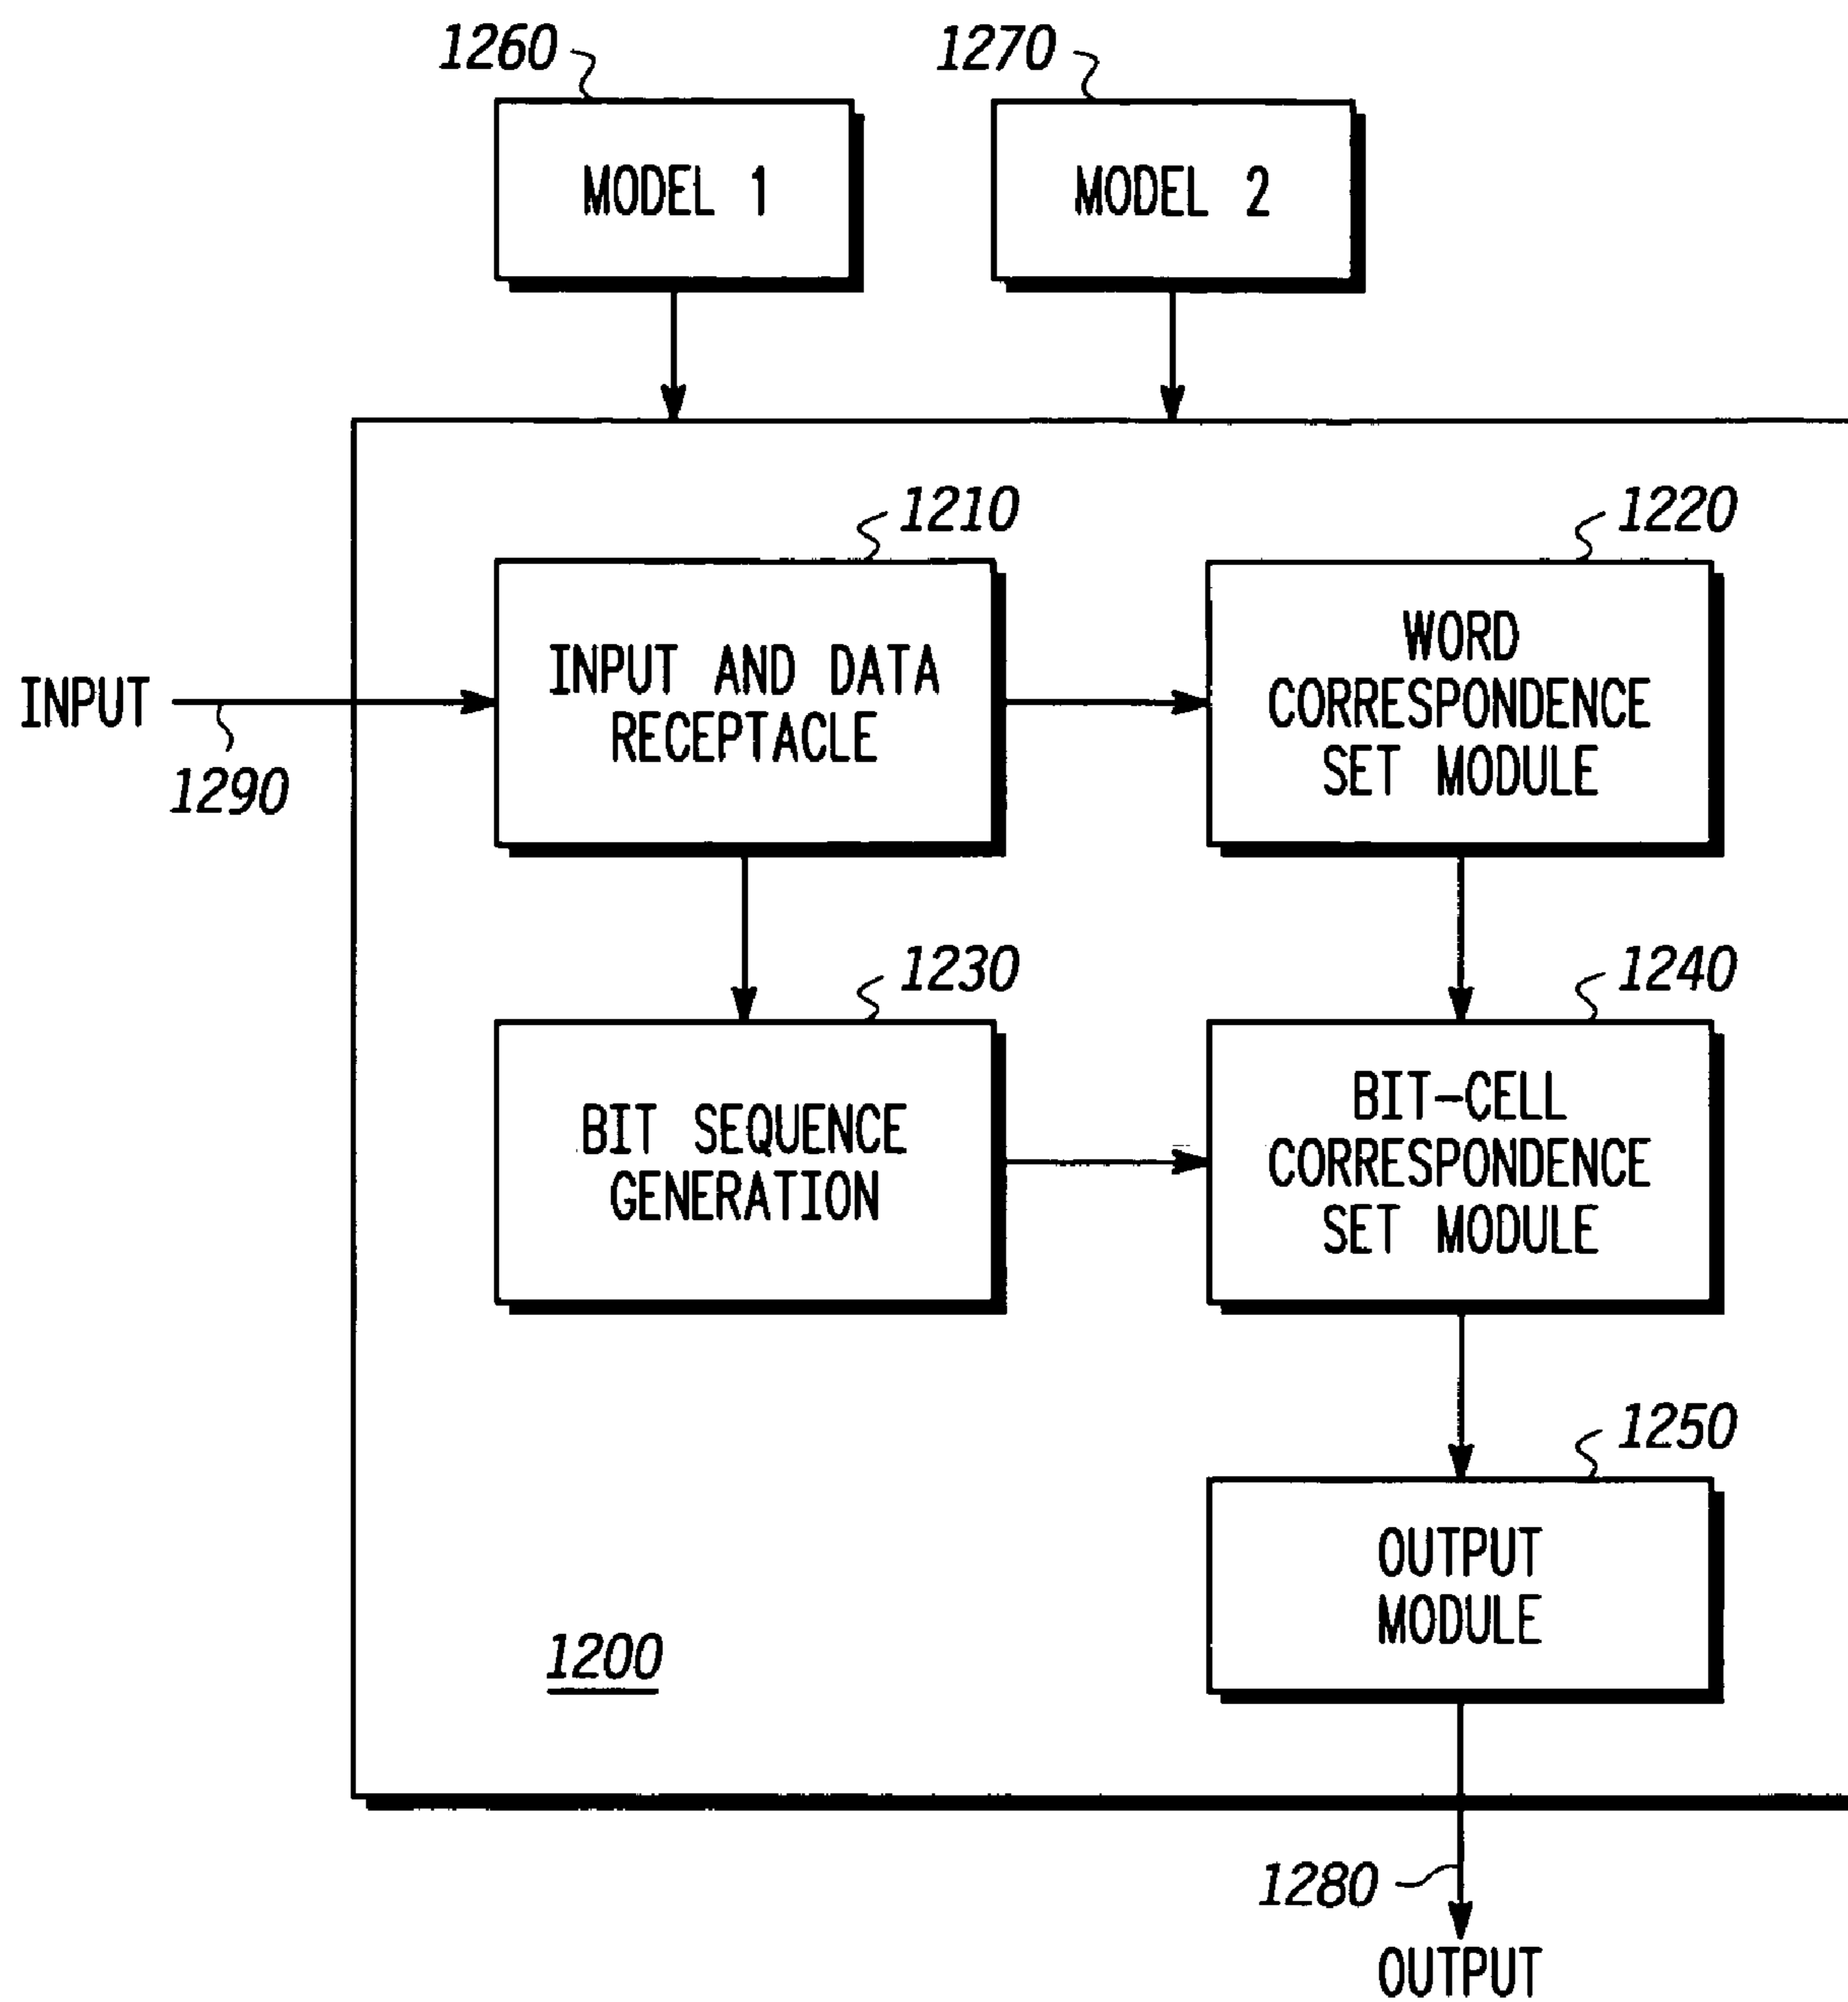 1260
1270
MODEL 1
MODEL 2
1210
1220
INPUT AND DATA
RECEPTACLE
WORD
CORRESPONDENCE
SET MODULE
INPUT
1290
1230
1240
BIT SEQUENCE
GENERATION
BIT-CELL
CORRESPONDENCE
SET MODULE
1250
OUTPUT
MODULE
1200
1280
OUTPUT